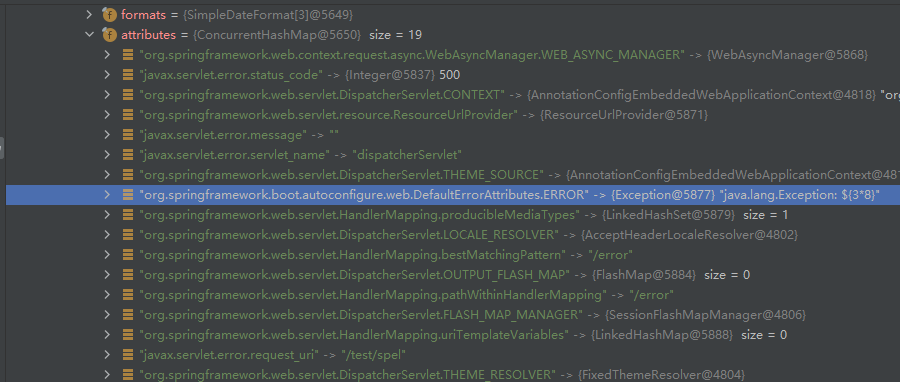 formats = {SimpleDateFormat[3]@5649}
attributes = {ConcurrentHashMap@5650} size = 19
"org.springframework.web.context.request.async.WebAsyncManager.WEB_ASYNC_MANAGER" -> {WebAsyncManager@5868}
"javax.servlet.error.status_code" -> {Integer@5837} 500
"org.springframework.web.servlet.DispatcherServlet.CONTEXT" -> {AnnotationConfigEmbeddedWebApplicationContext@4818} "or
"org.springframework.web.servlet.resource.ResourceUrlProvider" -> {ResourceUrlProvider@5871}
"javax.servlet.error.message" -> ""
"javax.servlet.error.servlet_name" -> "dispatcherServlet"
"org.springframework.web.servlet.DispatcherServlet.THEME_SOURCE" -> {AnnotationConfigEmbeddedWebApplicationContext@481
"org.springframework.boot.autoconfigure.web.DefaultErrorAttributes.ERROR" -> {Exception@5877} "java.lang.Exception: ${3*8}"
"org.springframework.web.servlet.HandlerMapping.producibleMediaTypes" -> {LinkedHashSet@5879} size = 1
"org.springframework.web.servlet.DispatcherServlet.LOCALE_RESOLVER" -> {AcceptHeaderLocaleResolver@4802}
"org.springframework.web.servlet.HandlerMapping.bestMatchingPattern" -> "/error"
"org.springframework.web.servlet.DispatcherServlet.OUTPUT_FLASH_MAP" -> {FlashMap@5884} size = 0
"org.springframework.web.servlet.HandlerMapping.pathWithinHandlerMapping" -> "/error"
"org.springframework.web.servlet.DispatcherServlet.FLASH_MAP_MANAGER" -> {SessionFlashMapManager@4806}
"org.springframework.web.servlet.HandlerMapping.uriTemplateVariables" -> {LinkedHashMap@5888} size = 0
"javax.servlet.error.request_uri" -> "/test/spel"
"org.springframework.web.servlet.DispatcherServlet.THEME_RESOLVER" -> {FixedThemeResolver@4804}